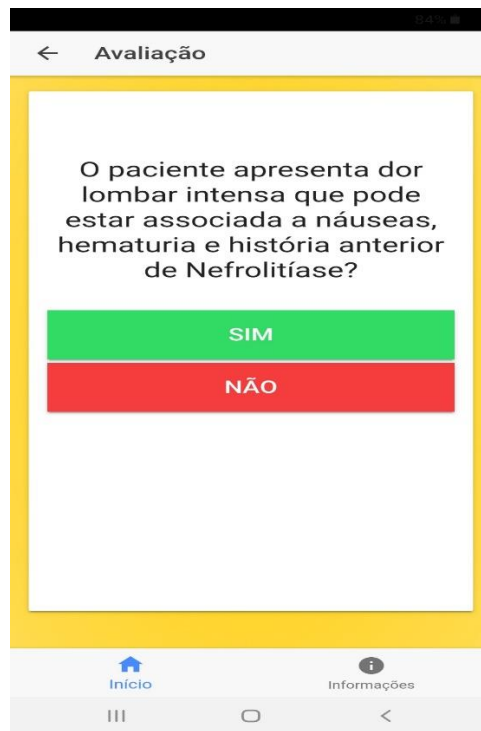 84%
Avaliação
O paciente apresenta dor
lombar intensa que pode
estar associada a náuseas,
hematuria e história anterior
de Nefrolitíase?
SIM
NÃO
Início
Informações